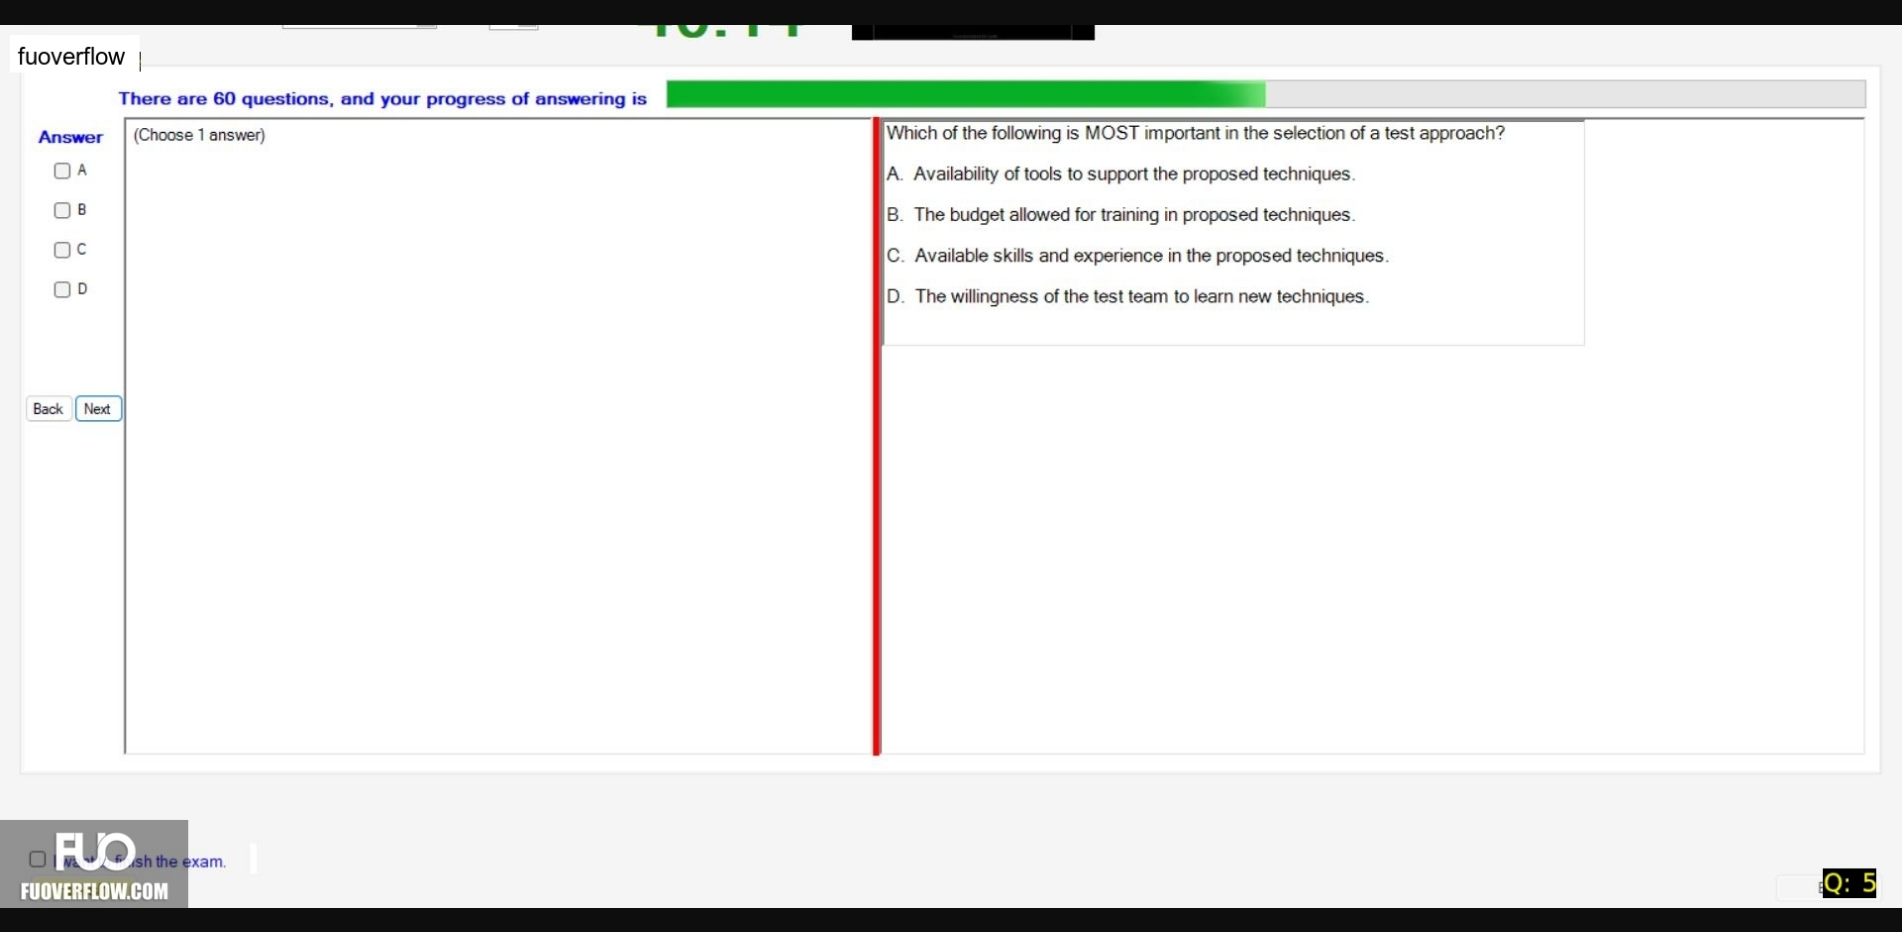 fuoverflow
There are 60 questions, and your progress of answering is
Answer
(Choose 1 answer)
A
B
C
D
Back Next
Which of the following is MOST important in the selection of a test approach?
A. Availability of tools to support the proposed techniques.
B. The budget allowed for training in proposed techniques.
C. Available skills and experience in the proposed techniques.
D. The willingness of the test team to learn new techniques.
FUO
the exam.
FUOVERFLOW.COM
Q: 5